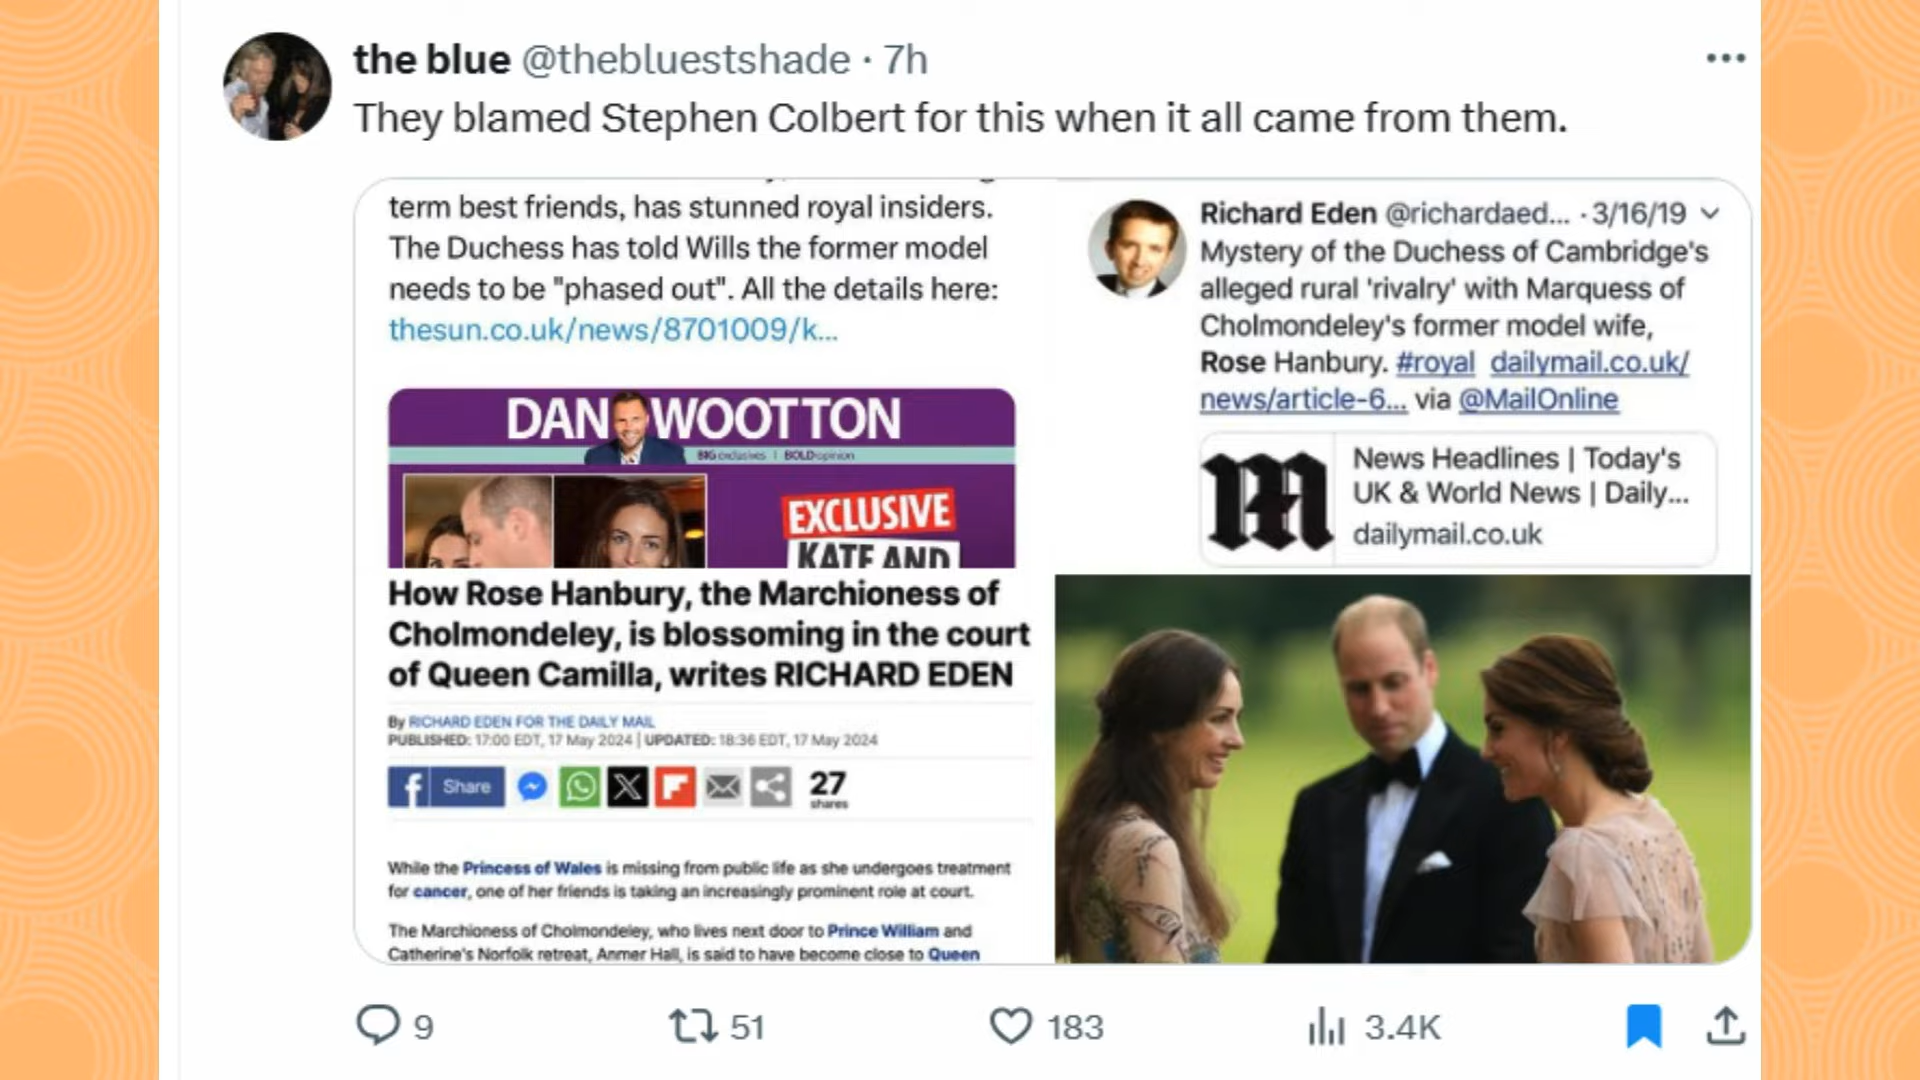 the blue @thebluestshade · 7h
They blamed Stephen Colbert for this when it all came from them.
term best friends, has stunned royal insiders.
The Duchess has told Wills the former model
needs to be "phased out". All the details here:
thesun.co.uk/news/8701009/k...
DAN WOOTTON
BIG exclusives | BOLD opinion
EXCLUSIVE
KATE AND
How Rose Hanbury, the Marchioness of
Cholmondeley, is blossoming in the court
of Queen Camilla, writes RICHARD EDEN
By RICHARD EDEN FOR THE DAILY MAIL
PUBLISHED: 17:00 EDT, 17 May 2024 | UPDATED: 18:36 EDT, 17 May 2024
Share
27
shares
While the Princess of Wales is missing from public life as she undergoes treatment
for cancer, one of her friends is taking an increasingly prominent role at court.
The Marchioness of Cholmondeley, who lives next door to Prince William and
Catherine's Norfolk retreat, Anmer Hall, is said to have become close to Queen
Richard Eden @richardaed... · 3/16/19
Mystery of the Duchess of Cambridge's
alleged rural 'rivalry' with Marquess of
Cholmondeley's former model wife,
Rose Hanbury. #royal dailymail.co.uk/
news/article-6... via @MailOnline
News Headlines | Today's
UK & World News | Daily...
dailymail.co.uk
9
51
183
3.4K